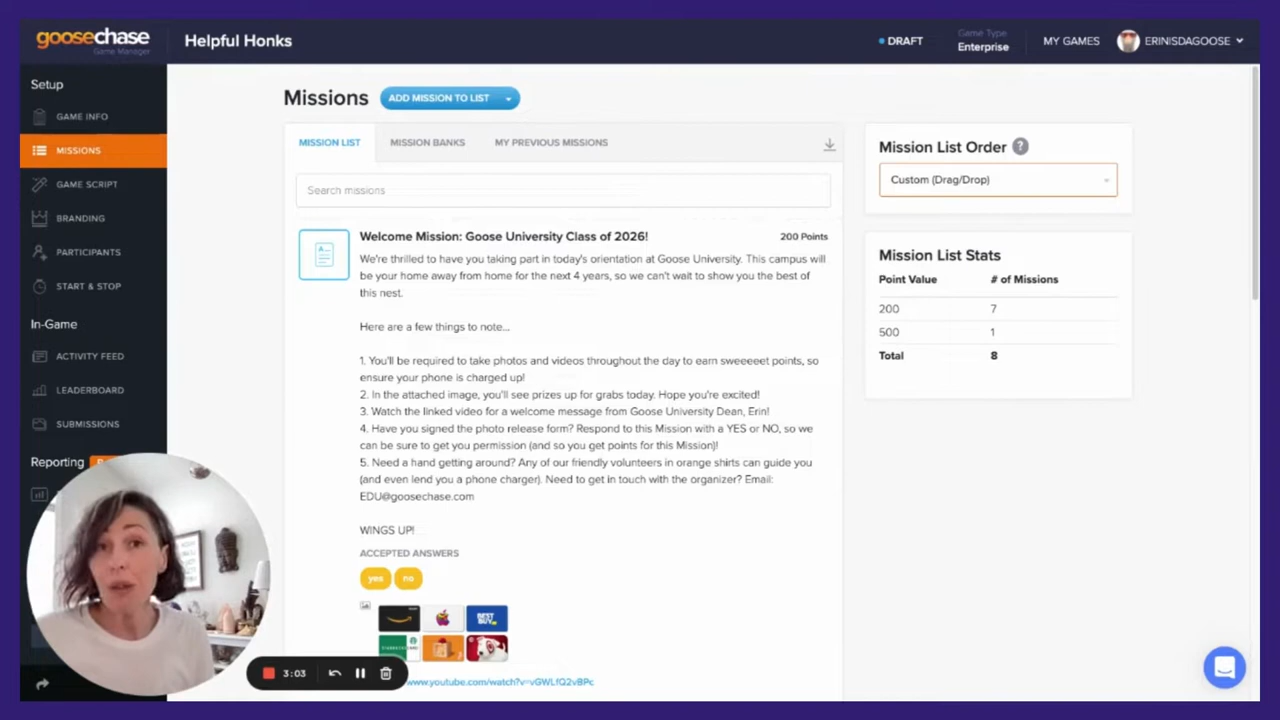 goosechase
Game Manager
Helpful Honks
DRAFT
Game Type
Enterprise
MY GAMES
ERINISDAGOOSE
Setup
GAME INFO
MISSIONS
GAME SCRIPT
BRANDING
PARTICIPANTS
START & STOP
In-Game
ACTIVITY FEED
LEADERBOARD
SUBMISSIONS
Reporting
Missions
ADD MISSION TO LIST
MISSION LIST
MISSION BANKS
MY PREVIOUS MISSIONS
Search missions
Welcome Mission: Goose University Class of 2026!
200 Points
We're thrilled to have you taking part in today's orientation at Goose University. This campus will
be your home away from home for the next 4 years, so we can't wait to show you the best of
this nest.
Here are a few things to note...
1. You'll be required to take photos and videos throughout the day to earn sweeeeet points, so
ensure your phone is charged up!
2. In the attached image, you'll see prizes up for grabs today. Hope you're excited!
3. Watch the linked video for a welcome message from Goose University Dean, Erin!
4. Have you signed the photo release form? Respond to this Mission with a YES or NO, so we
can be sure to get you permission (and so you get points for this Mission)!
5. Need a hand getting around? Any of our friendly volunteers in orange shirts can guide you
(and even lend you a phone charger). Need to get in touch with the organizer? Email:
EDU@goosechase.com
WINGS UP!
ACCEPTED ANSWERS
yes
no
BEST
BUY
www.youtube.com/watch?v=vGWLfQ2vBPc
3:03
Mission List Order
?
Custom (Drag/Drop)
Mission List Stats
Point Value
# of Missions
200
7
500
1
Total
8